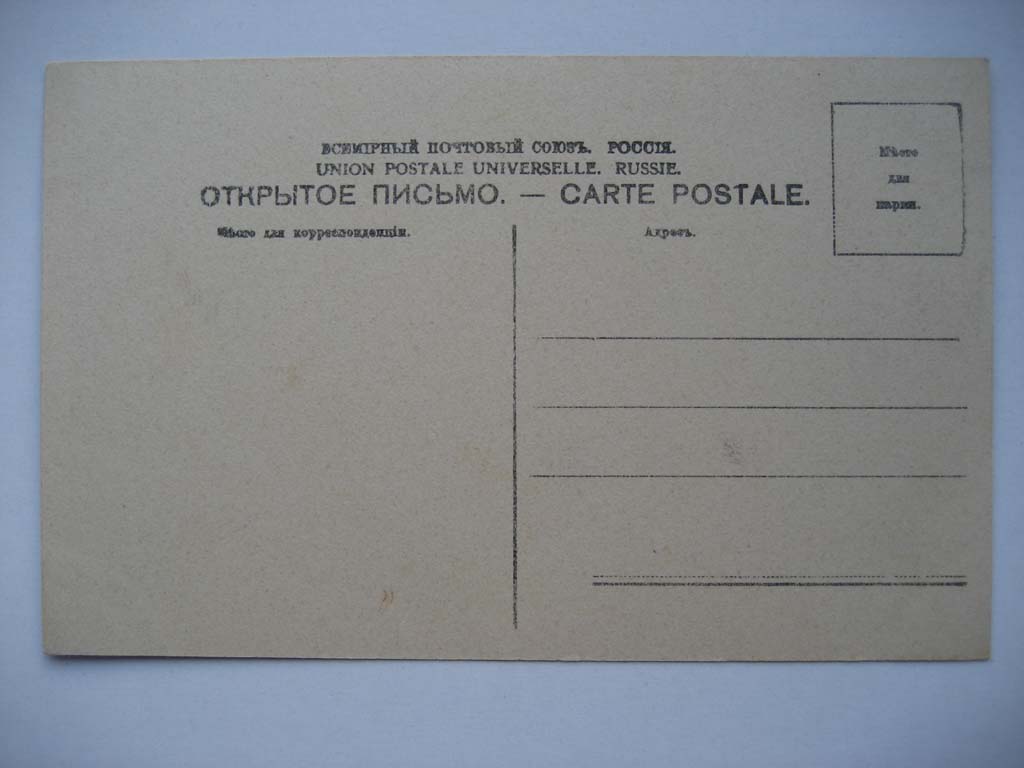 ВСЕМІРНЫЙ ПОЧТОВЫЙ СОЮЗЪ. РОССІЯ.
UNION POSTALE UNIVERSELLE. RUSSIE.
ОТКРЫТОЕ ПИСЬМО. — CARTE POSTALE.
Мѣсто для корреспонденціи.
Адресъ.
Мѣсто
для
марки.